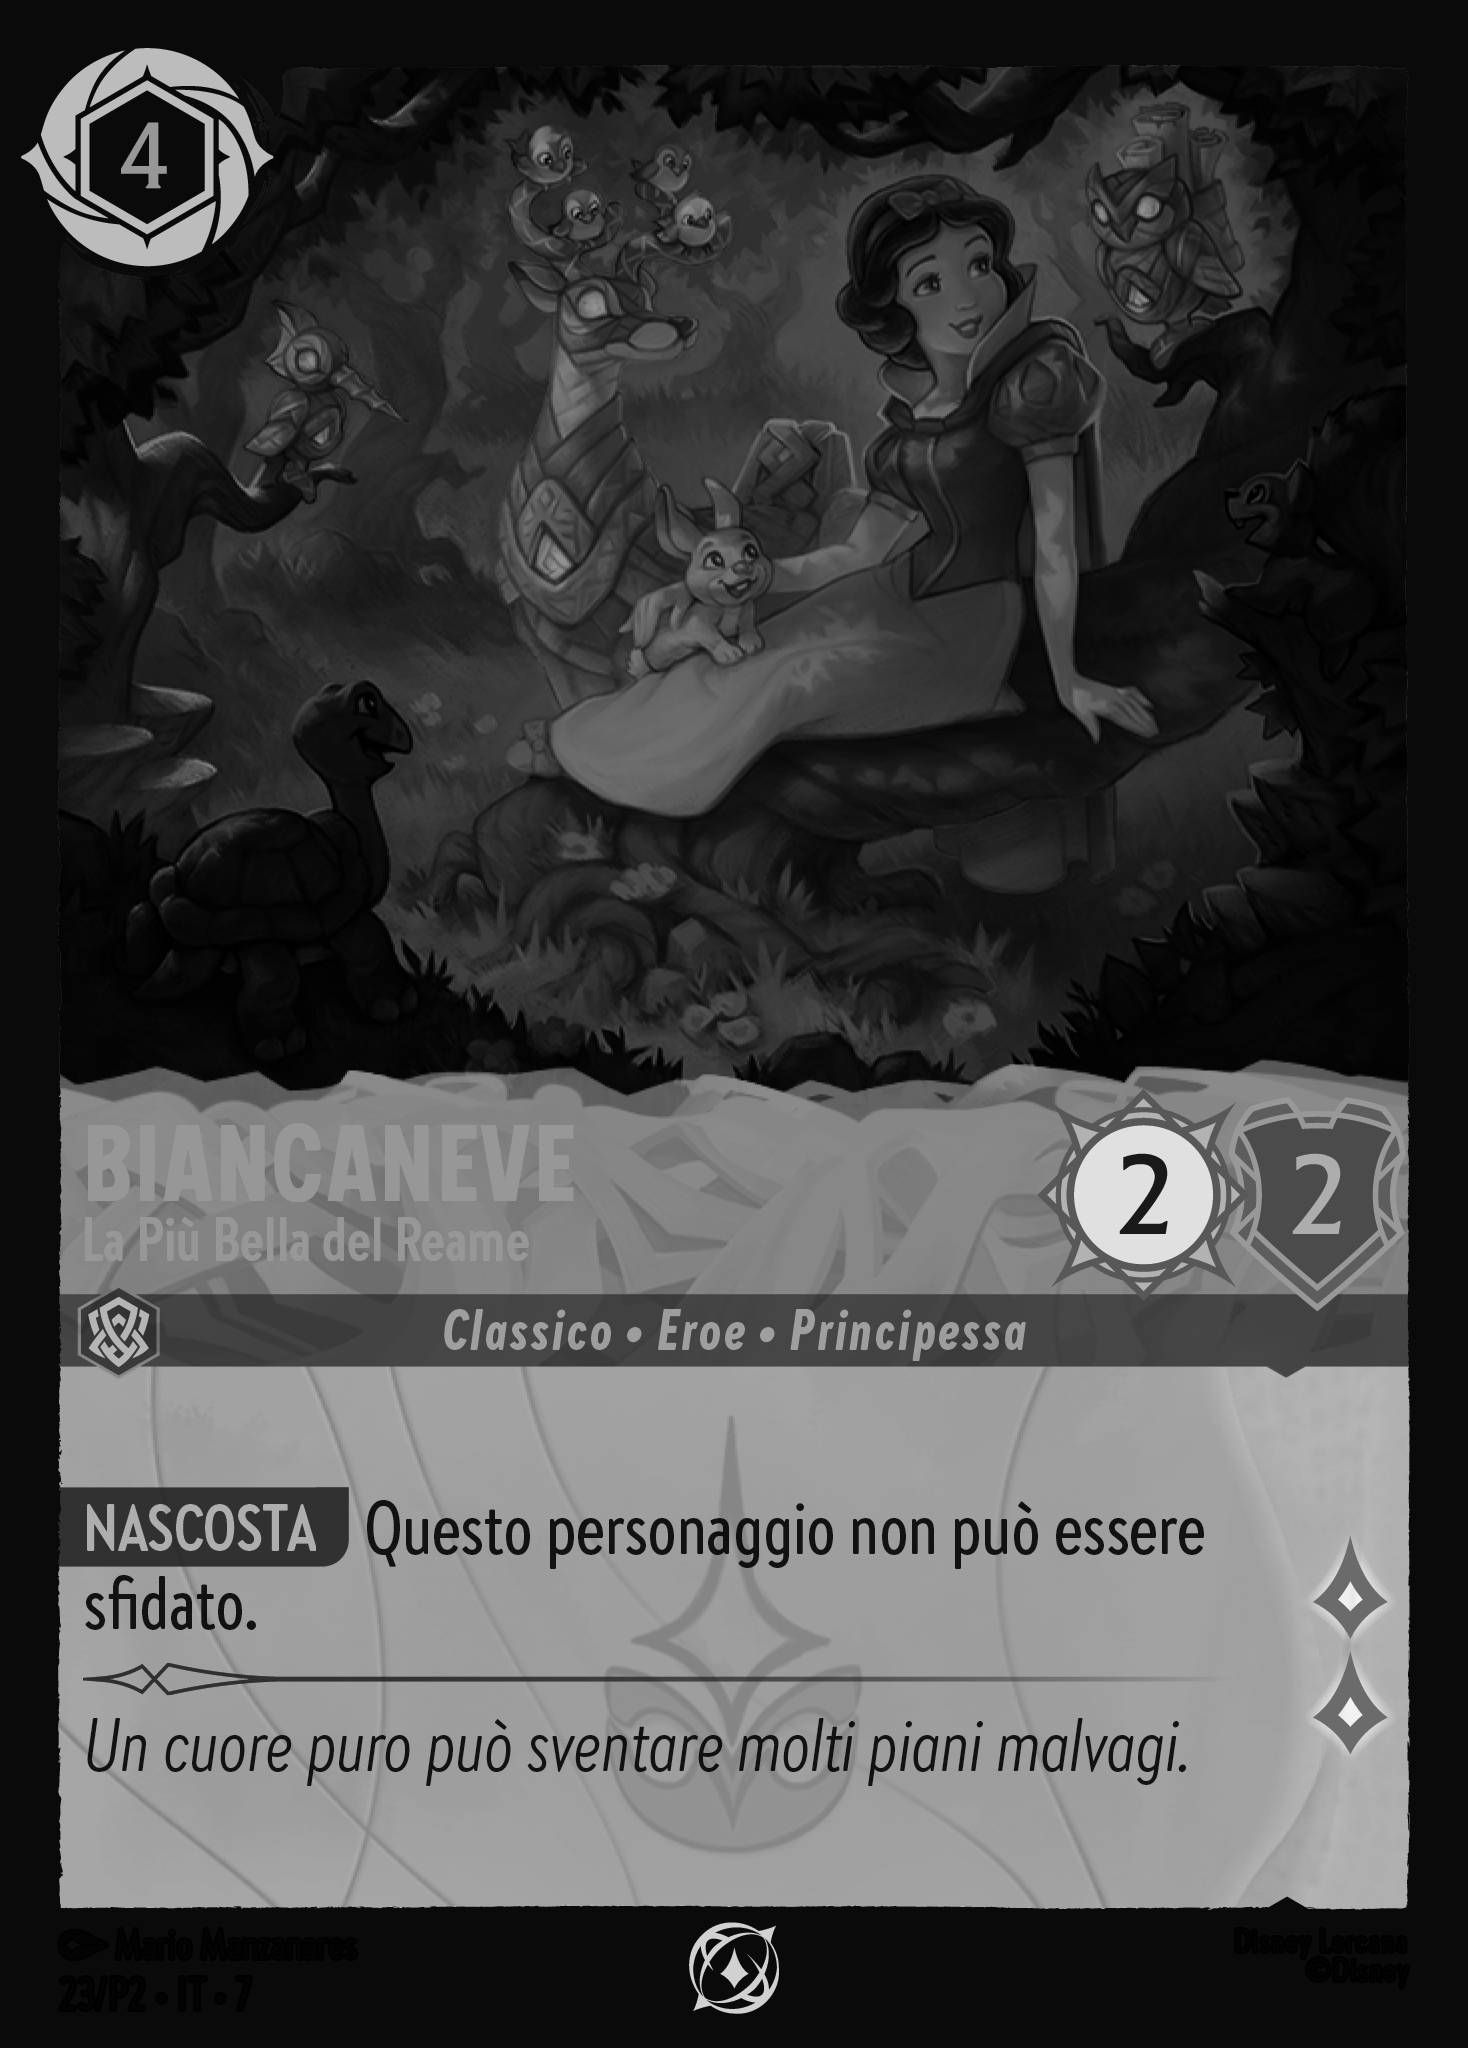 4
BIANCANEVE
La Più Bella del Reame
2
2
Classico • Eroe • Principessa
NASCOSTA Questo personaggio non può essere
sfidato.
Un cuore puro può sventare molti piani malvagi.
Mario Manzanares
Disney Lorcana
23/P2 • IT • 7
©Disney